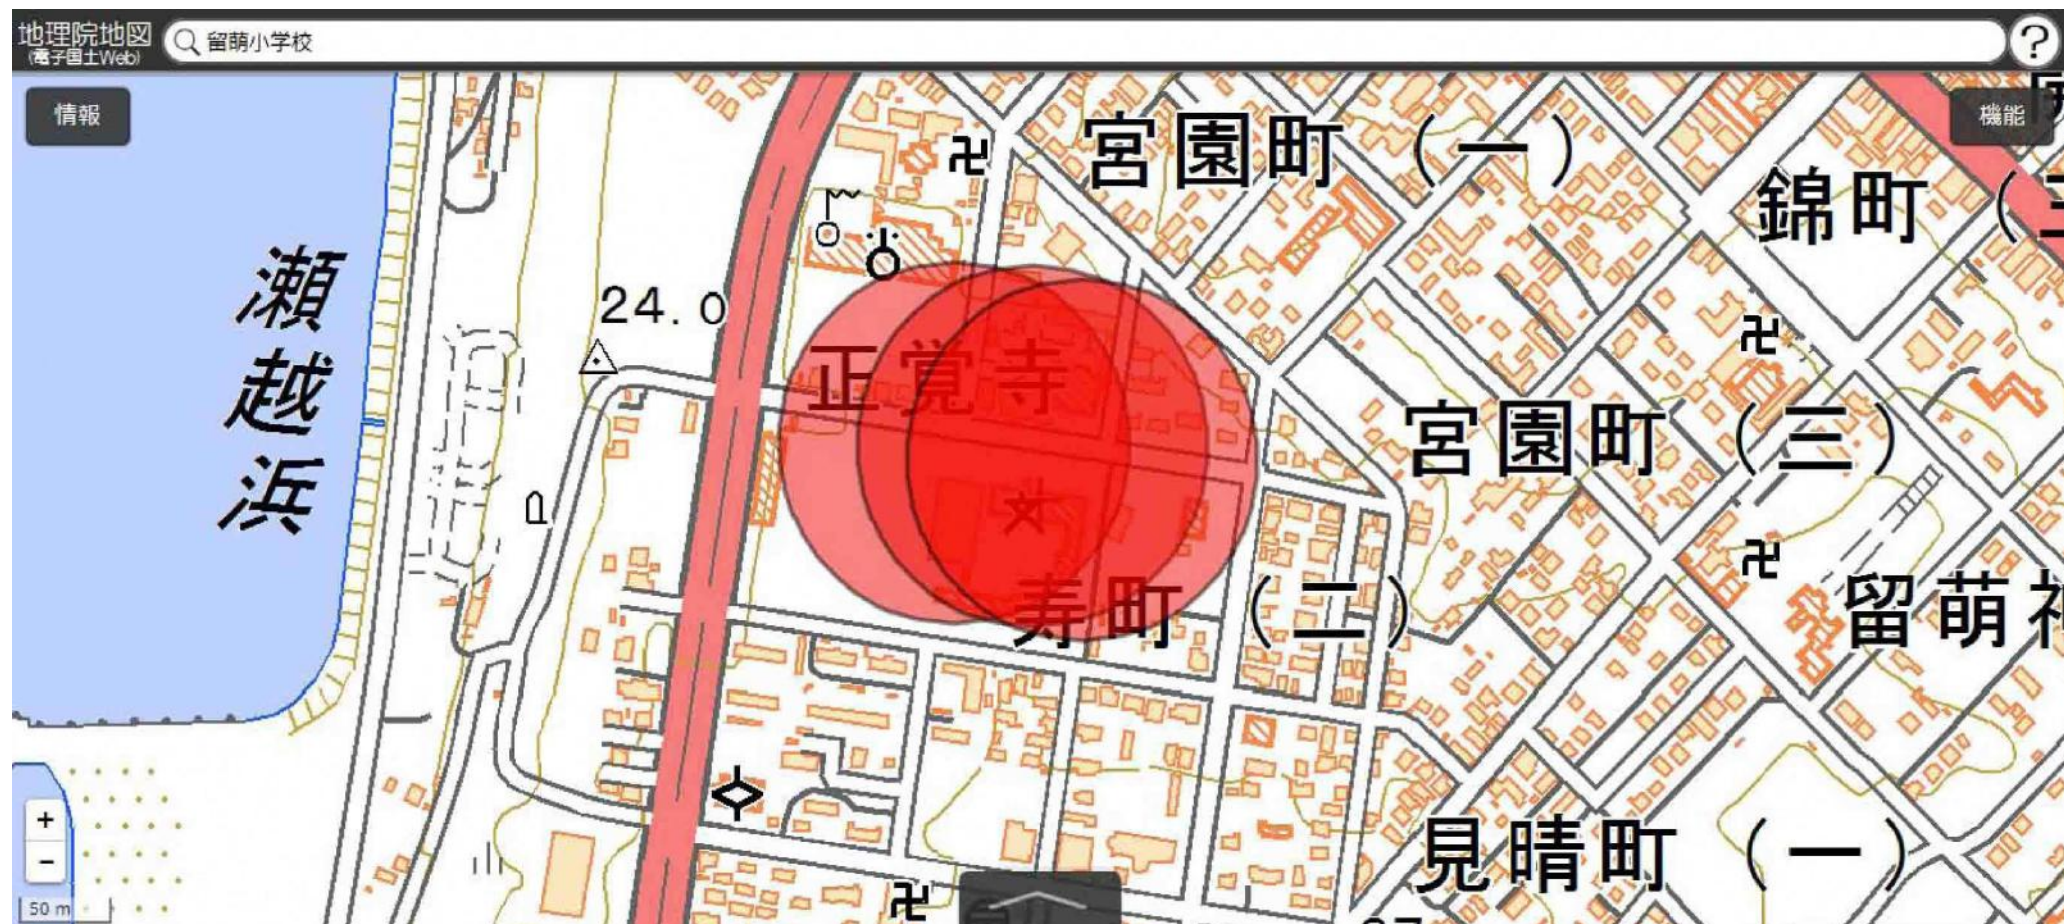 地理院地図
(電子国土Web)
留萌小学校
?
情報
機能
宮園町（一）
錦町（三
瀬越浜
24.0
正覚寺
宮園町（三）
寿町（二）
留萌神
見晴町（一）
+
−
50 m